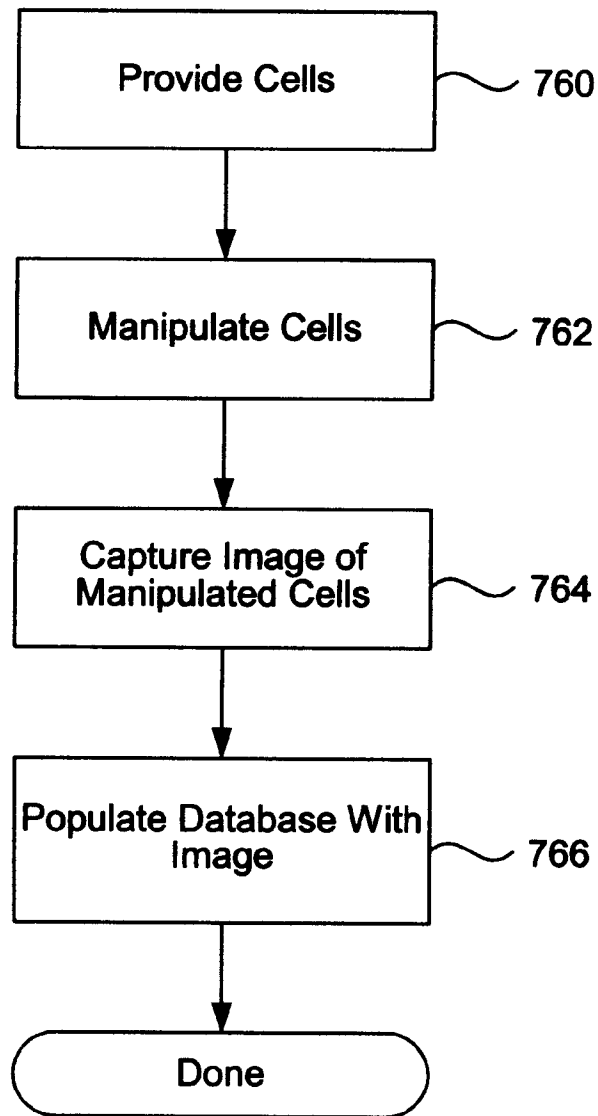 Provide Cells
760
Manipulate Cells
762
Capture Image of
Manipulated Cells
764
Populate Database With
Image
766
Done